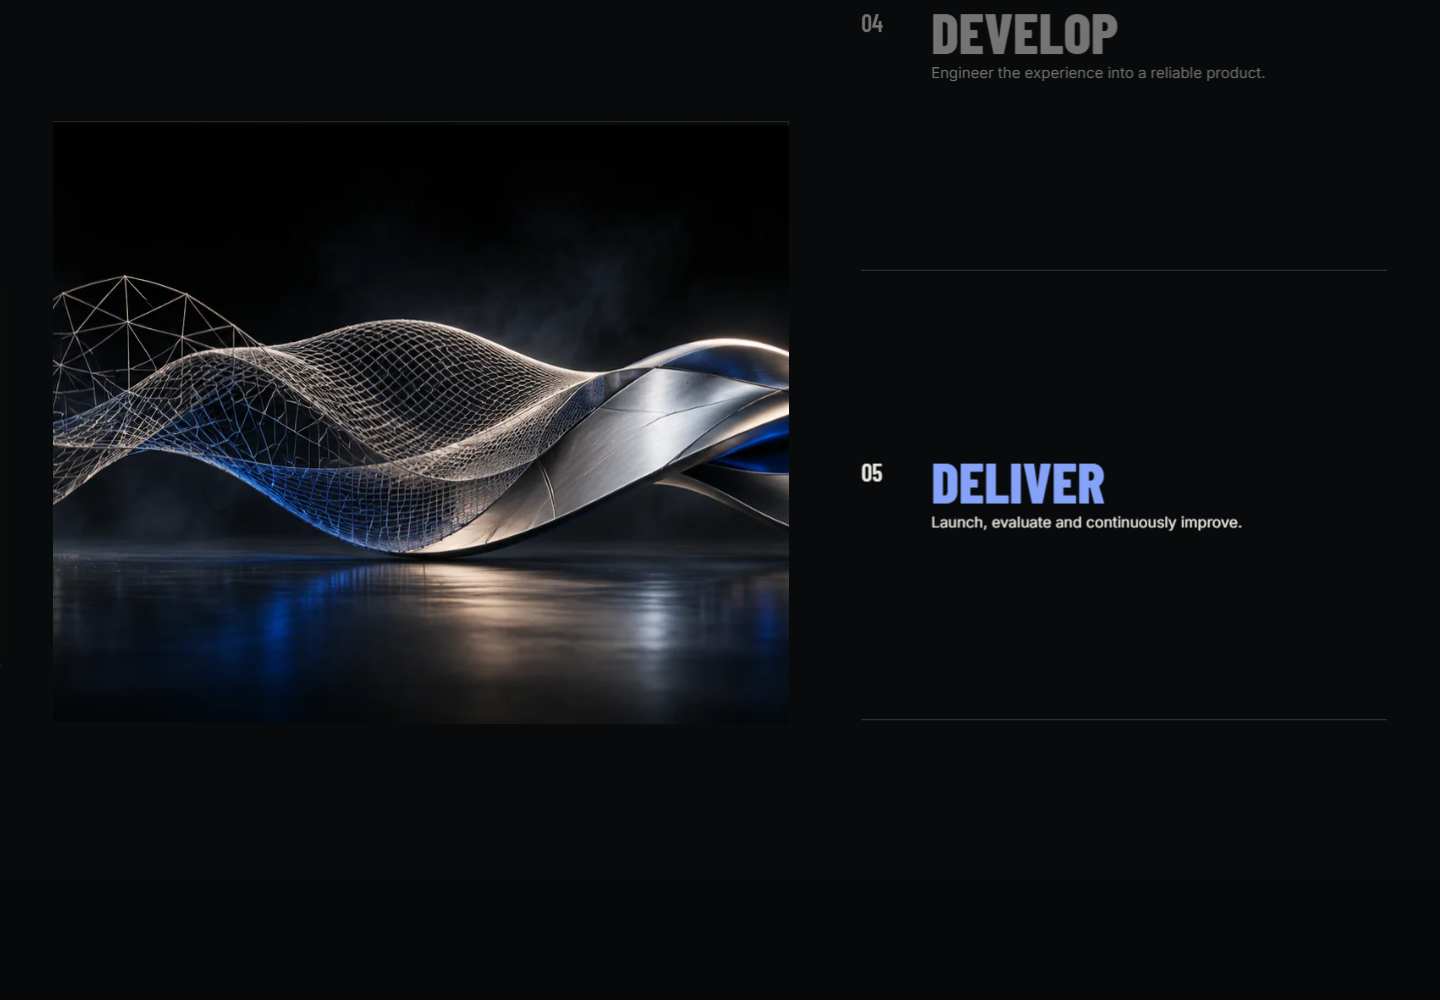 04
DEVELOP
Engineer the experience into a reliable product.
05
DELIVER
Launch, evaluate and continuously improve.